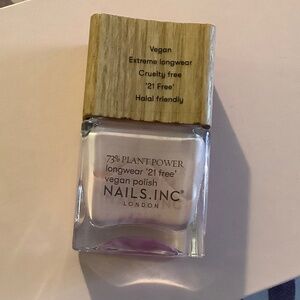 Vegan
Extreme longwear
Cruelty free
'21 Free'
Halal friendly
73% PLANT POWER
longwear '21 free'
vegan polish
NAILS.INC®
LONDON